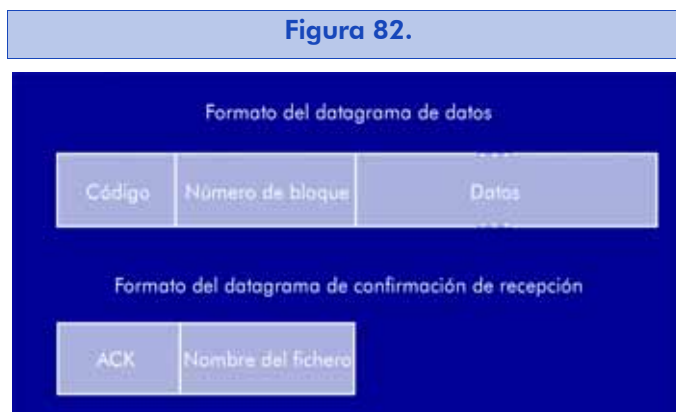 Figura 82.
Formato del datagrama de datos
Código Número de bloque Datos
Formato del datagrama de confirmación de recepción
ACK Nombre del fichero